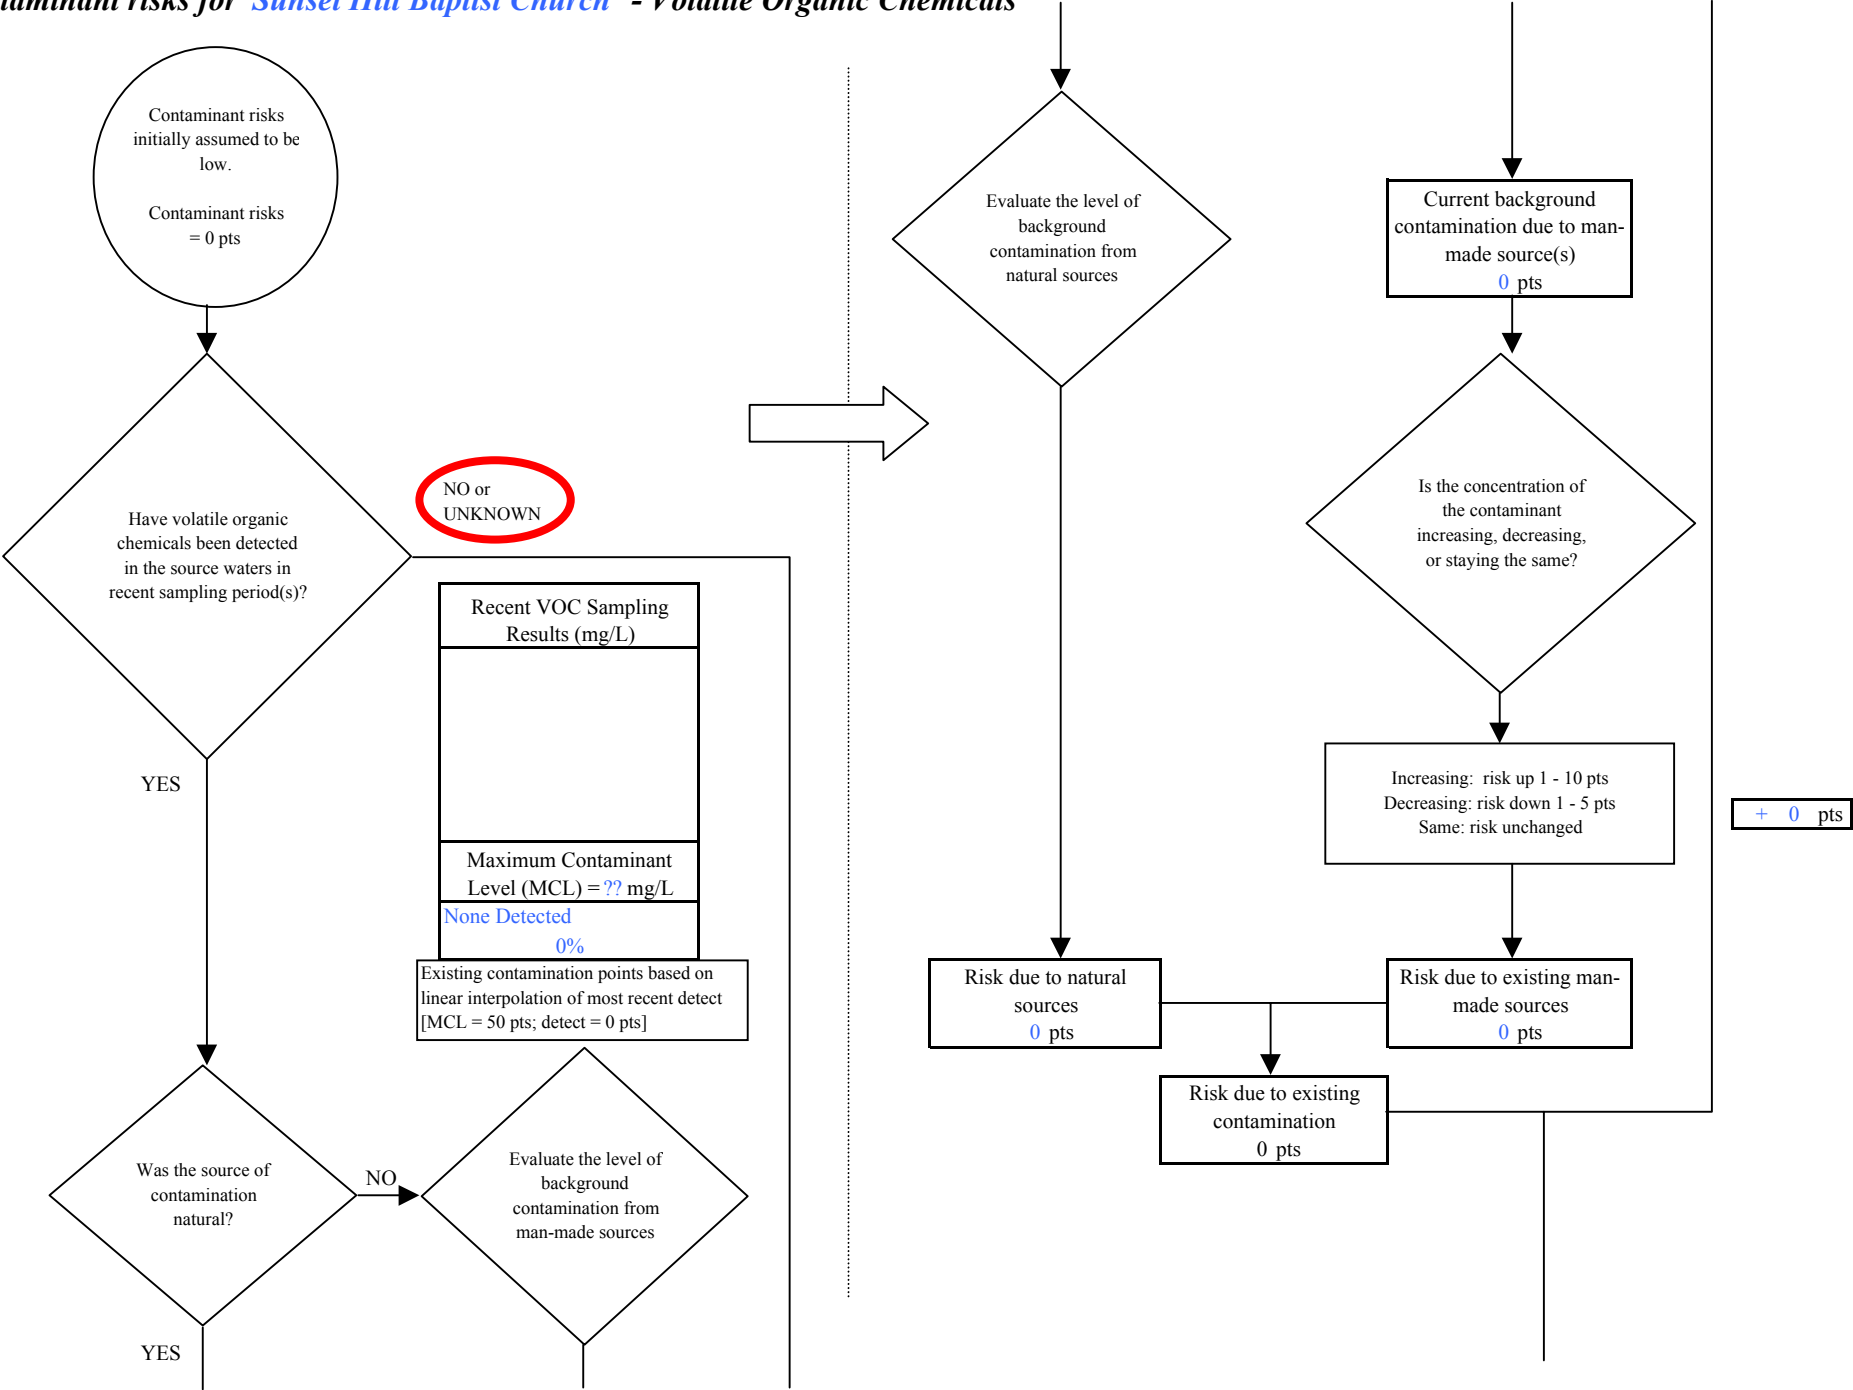 taminant risks for 'Sunset Hill Baptist Church' - Volatile Organic Chemicals
Contaminant risks
initially assumed to be
low.
Contaminant risks
= 0 pts
Have volatile organic
chemicals been detected
in the source waters in
recent sampling period(s)?
NO or
UNKNOWN
YES
Recent VOC Sampling
Results (mg/L)
Maximum Contaminant
Level (MCL) = ?? mg/L
None Detected
0%
Existing contamination points based on
linear interpolation of most recent detect
[MCL = 50 pts; detect = 0 pts]
Was the source of
contamination
natural?
NO
YES
Evaluate the level of
background
contamination from
man-made sources
Evaluate the level of
background
contamination from
natural sources
Current background
contamination due to man-
made source(s)
0 pts
Is the concentration of
the contaminant
increasing, decreasing,
or staying the same?
Increasing: risk up 1 - 10 pts
Decreasing: risk down 1 - 5 pts
Same: risk unchanged
+ 0 pts
Risk due to natural
sources
0 pts
Risk due to existing man-
made sources
0 pts
Risk due to existing
contamination
0 pts